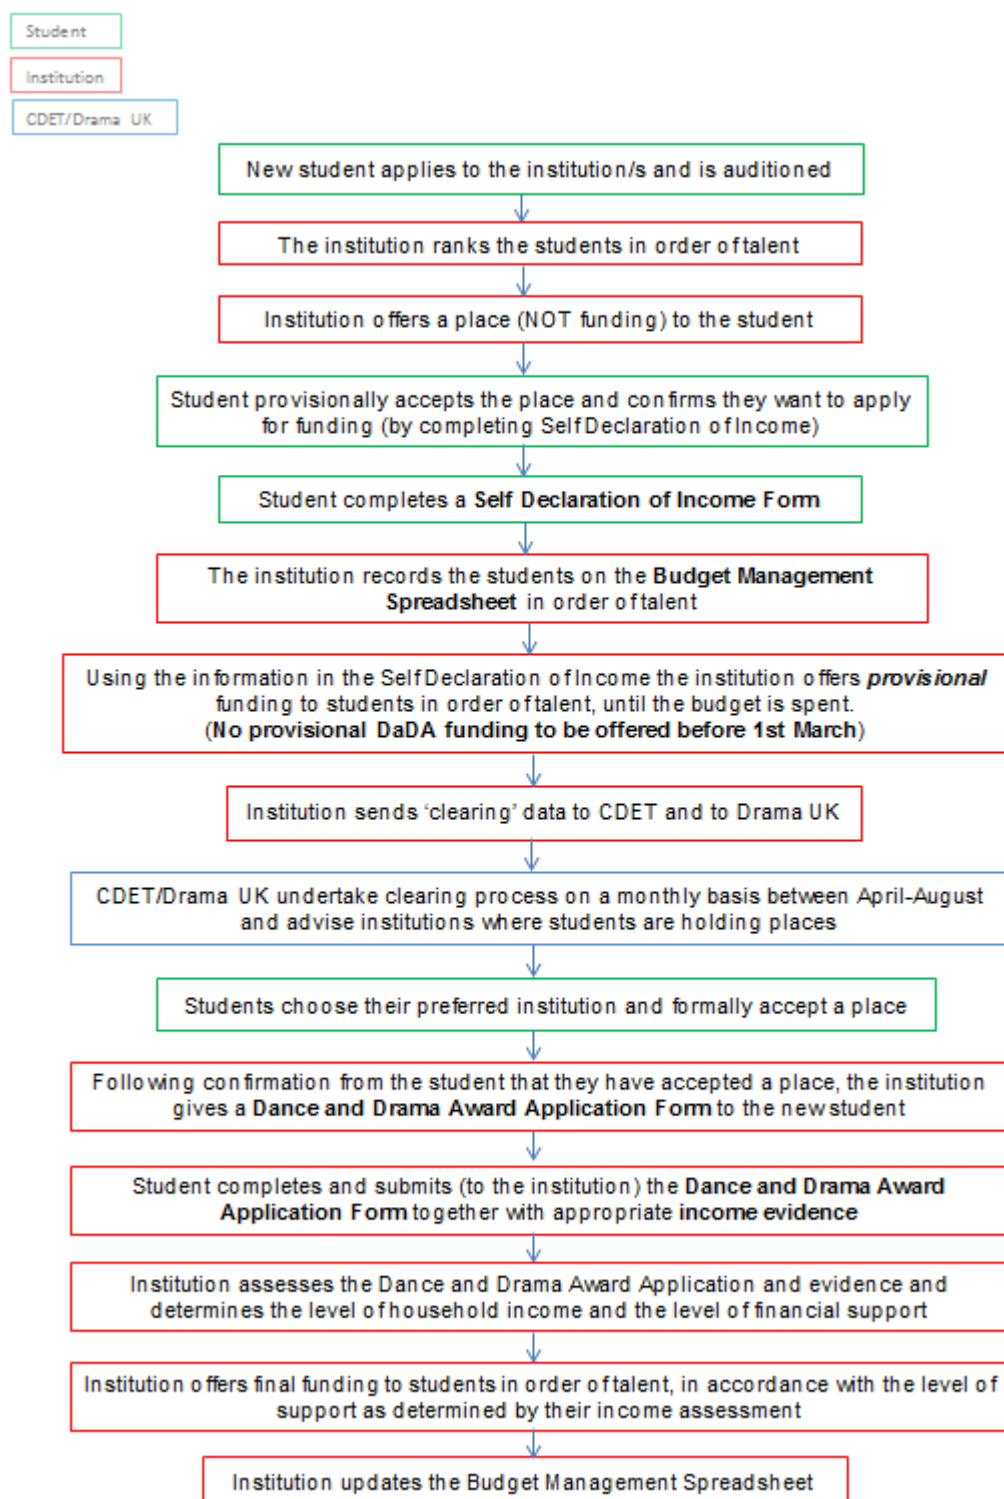 Student
Institution
CDET/Drama UK
New student applies to the institution/s and is auditioned
The institution ranks the students in order of talent
Institution offers a place (NOT funding) to the student
Student provisionally accepts the place and confirms they want to apply
for funding (by completing Self Declaration of Income)
Student completes a Self Declaration of Income Form
The institution records the students on the Budget Management
Spreadsheet in order of talent
Using the information in the Self Declaration of Income the institution offers provisional
funding to students in order of talent, until the budget is spent.
(No provisional DaDA funding to be offered before 1st March)
Institution sends ‘clearing’ data to CDET and to Drama UK
CDET/Drama UK undertake clearing process on a monthly basis between April-August
and advise institutions where students are holding places
Students choose their preferred institution and formally accept a place
Following confirmation from the student that they have accepted a place, the institution
gives a Dance and Drama Award Application Form to the new student
Student completes and submits (to the institution) the Dance and Drama Award
Application Form together with appropriate income evidence
Institution assesses the Dance and Drama Award Application and evidence and
determines the level of household income and the level of financial support
Institution offers final funding to students in order of talent, in accordance with the level of
support as determined by their income assessment
Institution updates the Budget Management Spreadsheet